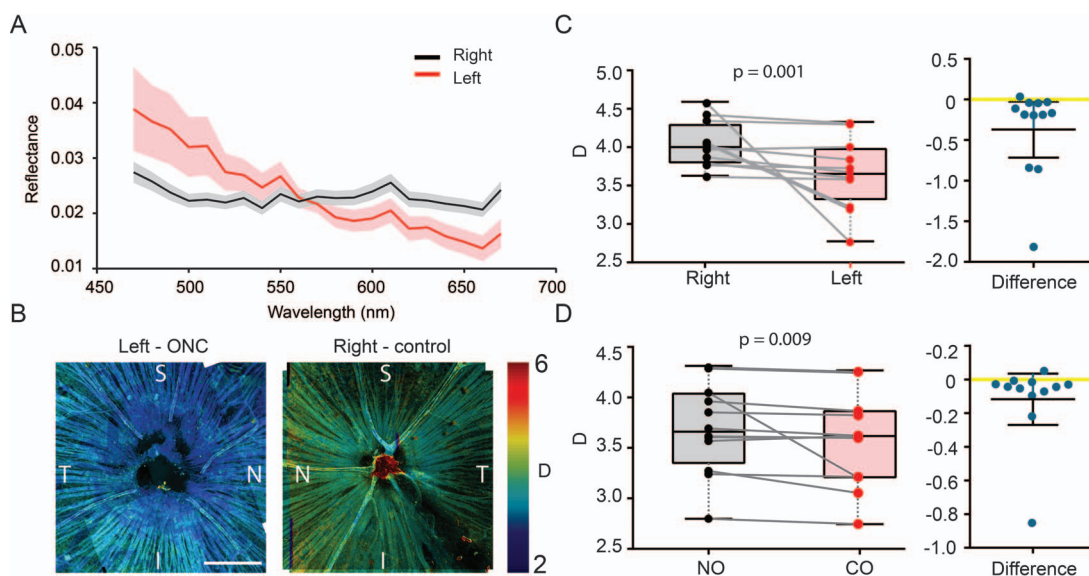 A
0.05
0.04
0.03
0.02
0.01
Reflectance
Right
Left
450
500
550
600
650
700
Wavelength (nm)
B
Left - ONC
Right - control
S
T
N
I
S
N
T
I
6
D
2
C
p = 0.001
5.0
4.5
4.0
3.5
3.0
2.5
D
Right
Left
0.5
0
-0.5
-1.0
-1.5
-2.0
Difference
D
p = 0.009
4.5
4.0
3.5
3.0
2.5
D
NO
CO
-0.2
0
-0.2
-0.4
-0.6
-0.8
-1.0
Difference